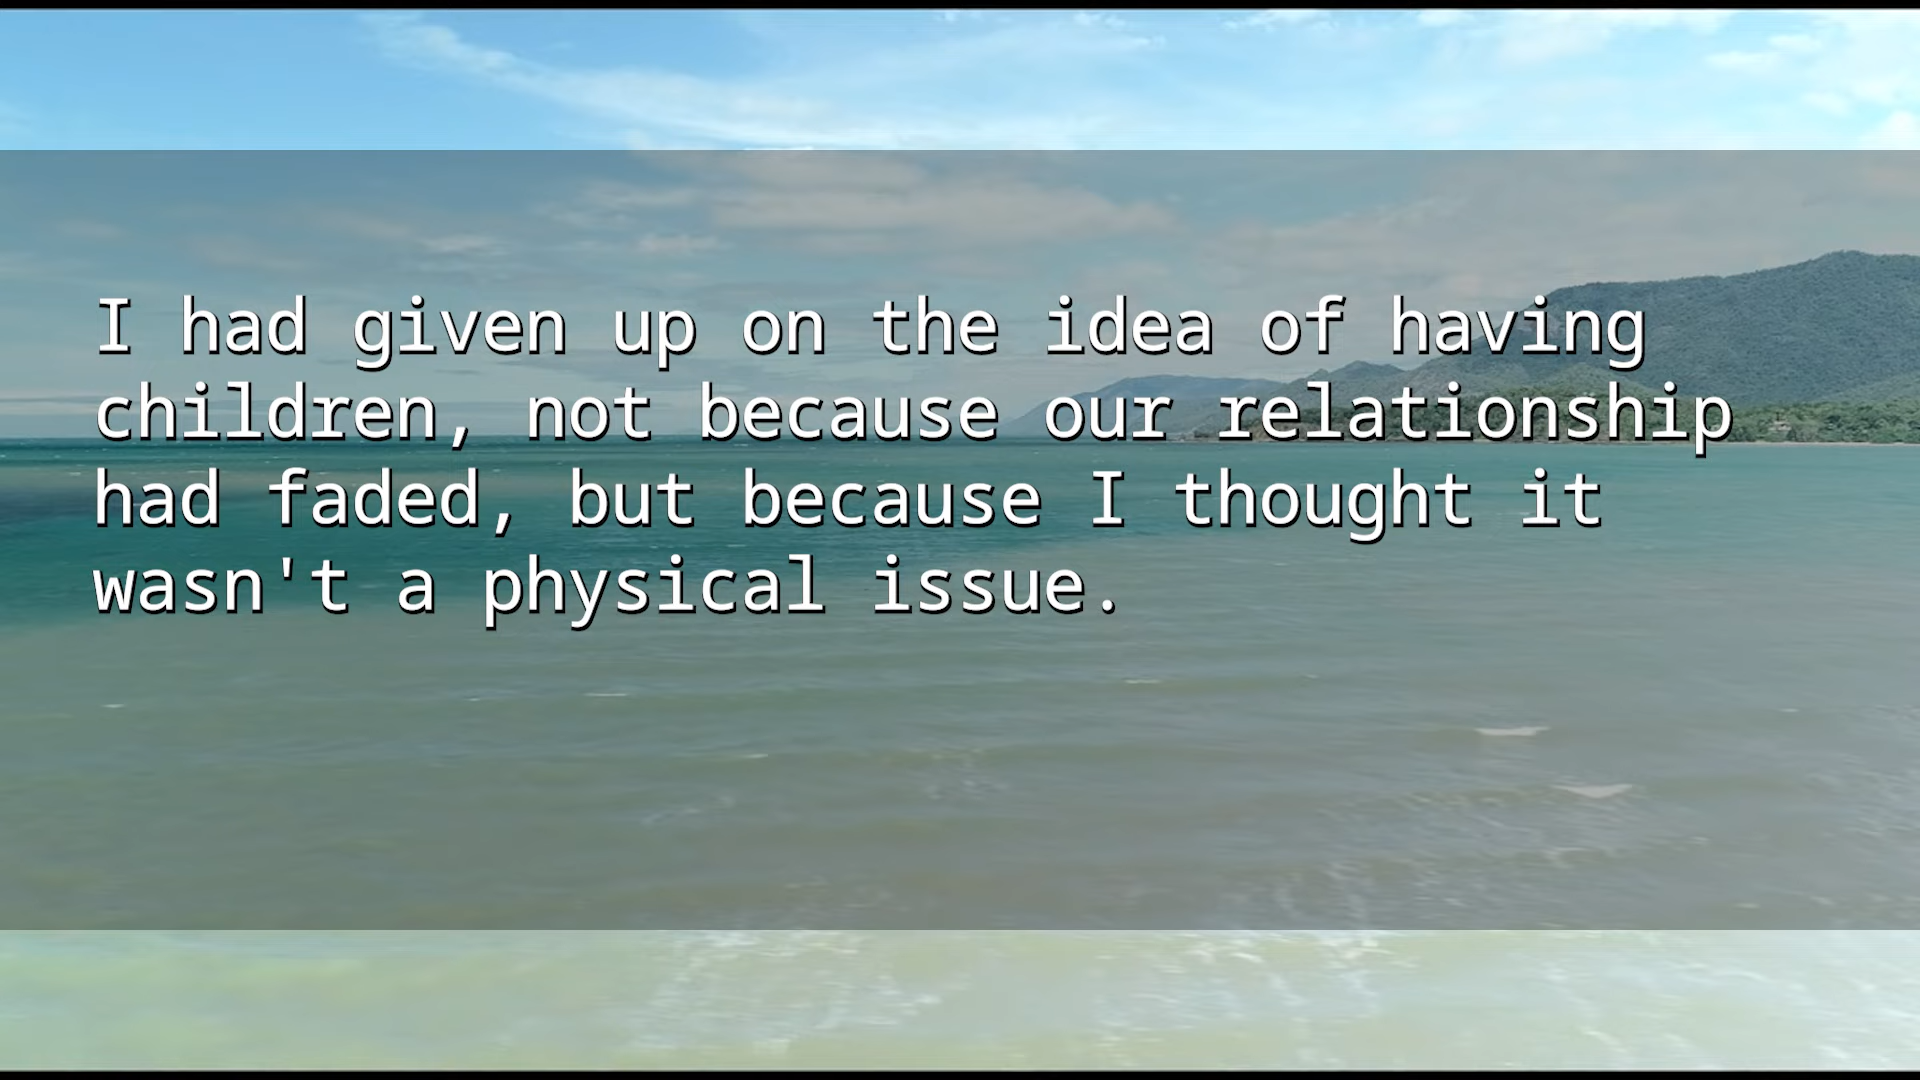 I had given up on the idea of having
children, not because our relationship
had faded, but because I thought it
wasn't a physical issue.